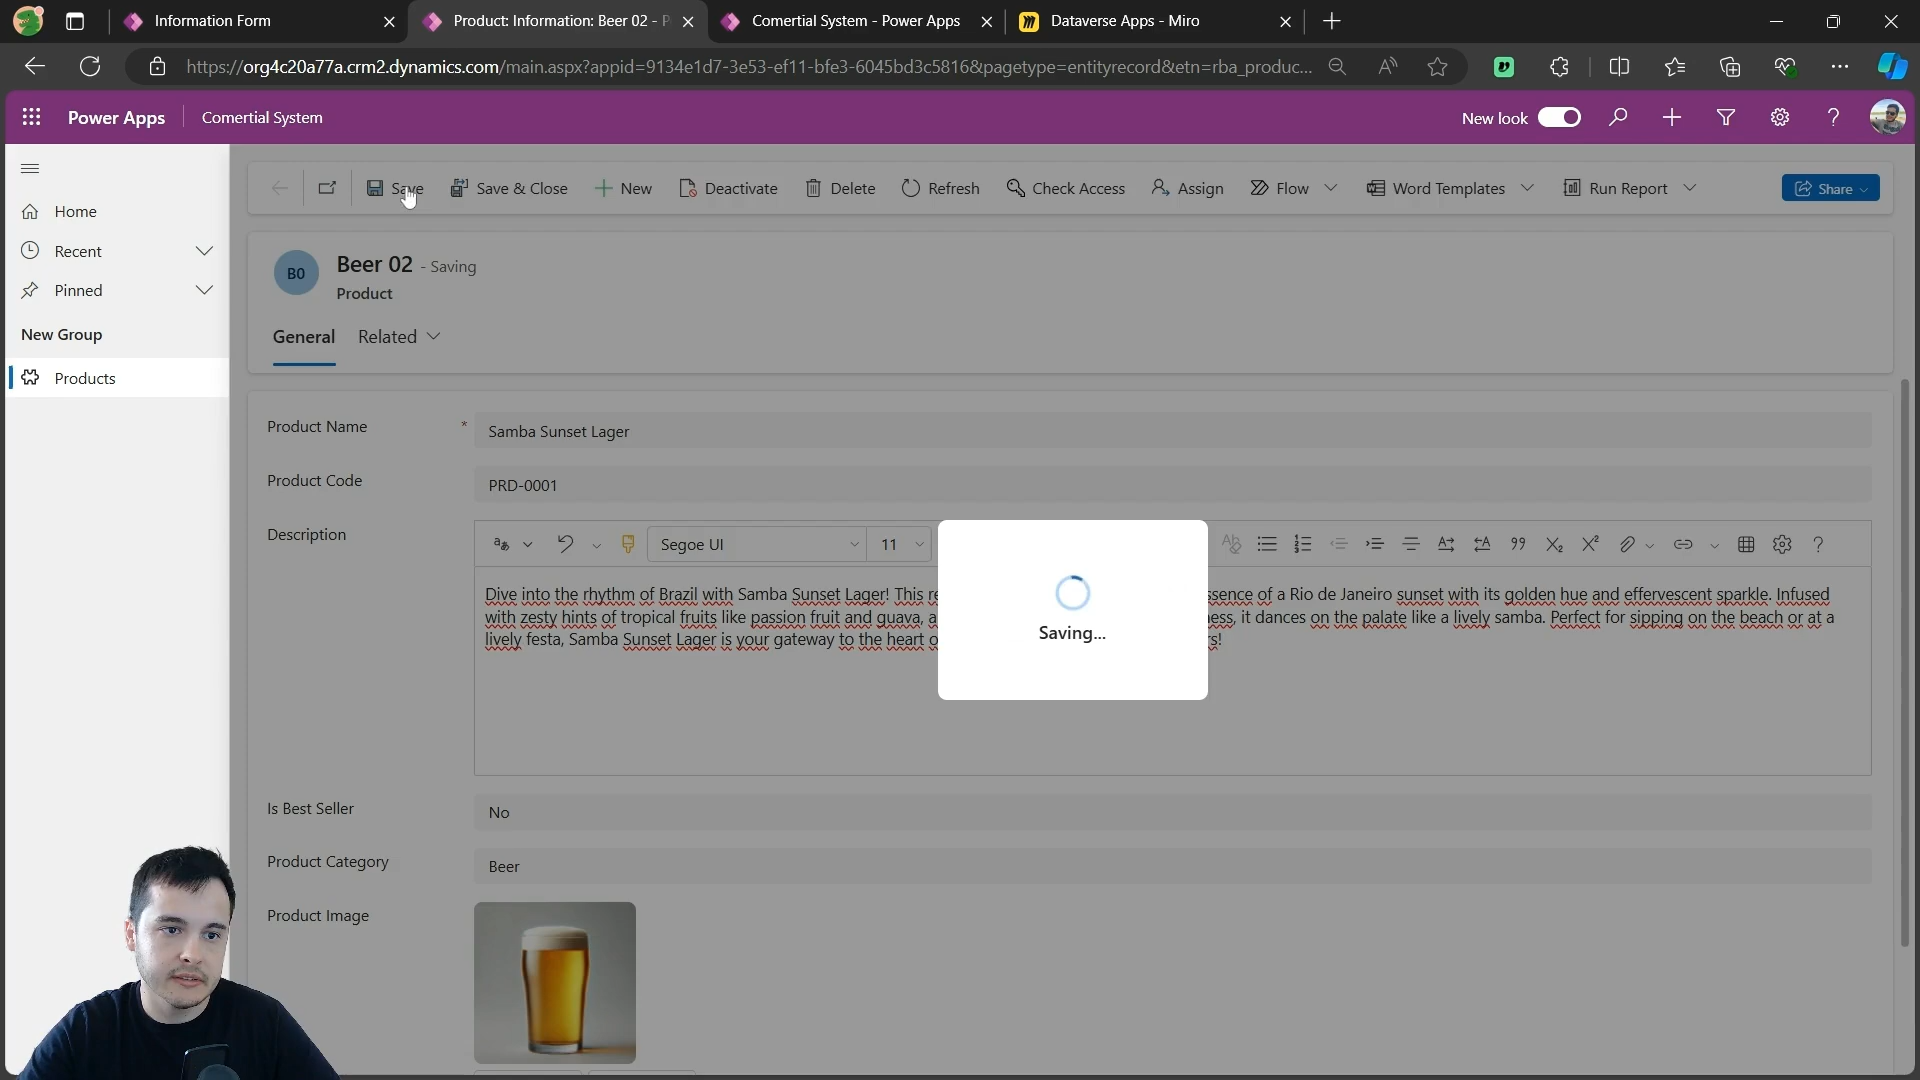 Information Form
Product: Information: Beer 02 - P
Comertial System - Power Apps
Dataverse Apps - Miro
https://org4c20a77a.crm2.dynamics.com/main.aspx?appid=9134e1d7-3e53-ef11-bfe3-6045bd3c5816&pagetype=entityrecord&etn=rba_produc...
Power Apps
Comertial System
New look
Home
Recent
Pinned
New Group
Products
Save
Save & Close
New
Deactivate
Delete
Refresh
Check Access
Assign
Flow
Word Templates
Run Report
Share
B0
Beer 02 - Saving
Product
General
Related
Product Name
*
Samba Sunset Lager
Product Code
PRD-0001
Description
Segoe UI
11
Dive into the rhythm of Brazil with Samba Sunset Lager! This re ssence of a Rio de Janeiro sunset with its golden hue and effervescent sparkle. Infused
with zesty hints of tropical fruits like passion fruit and guava, a ness, it dances on the palate like a lively samba. Perfect for sipping on the beach or at a
lively festa, Samba Sunset Lager is your gateway to the heart o rs!
Saving...
Is Best Seller
No
Product Category
Beer
Product Image